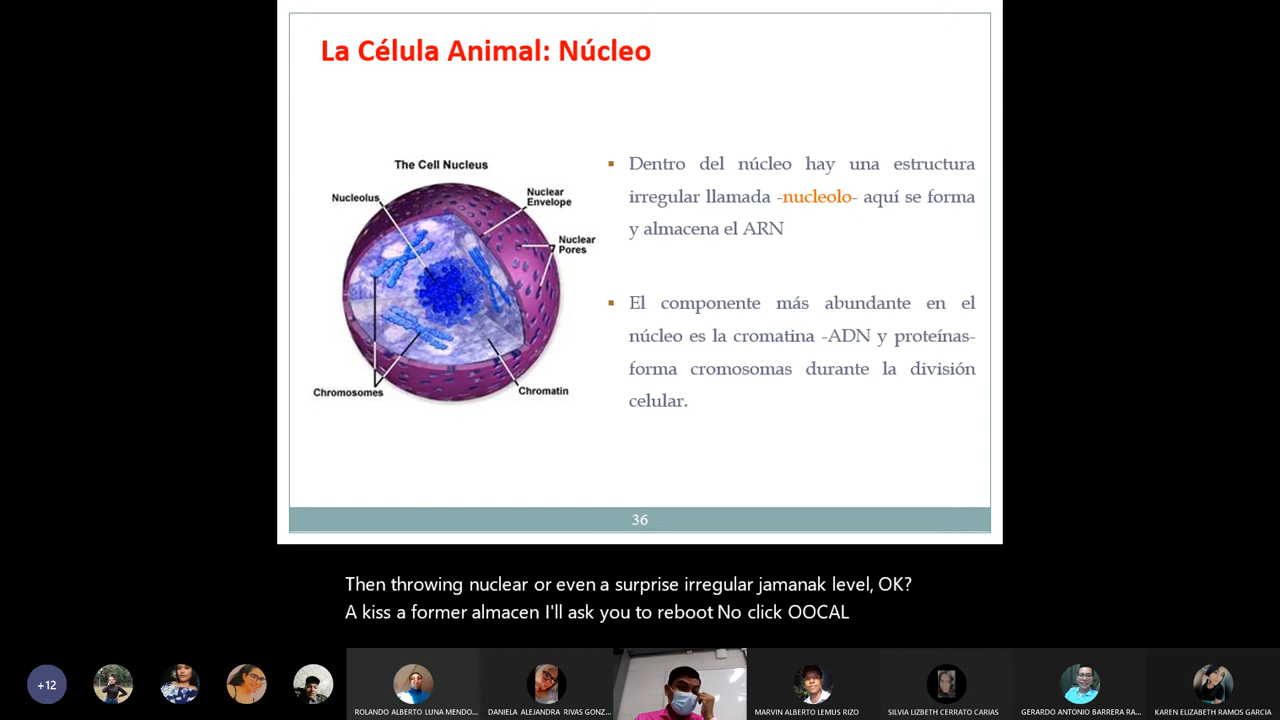 La Célula Animal: Núcleo
The Cell Nucleus
Nucleolus
Nuclear
Envelope
Nuclear
Pores
Chromosomes
Chromatin
Dentro del núcleo hay una estructura
irregular llamada -nucleolo- aquí se forma
y almacena el ARN
El componente más abundante en el
núcleo es la cromatina -ADN y proteínas-
forma cromosomas durante la división
celular.
36
Then throwing nuclear or even a surprise irregular jamanak level, OK?
A kiss a former almacen I'll ask you to reboot No click OOCAL
+12
ROLANDO ALBERTO LUNA MENDO...
DANIELA ALEJANDRA RIVAS GONZ...
MARVIN ALBERTO LEMUS RIZO
SILVIA LIZBETH CERRATO CARIAS
GERARDO ANTONIO BARRERA RA...
KAREN ELIZABETH RAMOS GARCIA